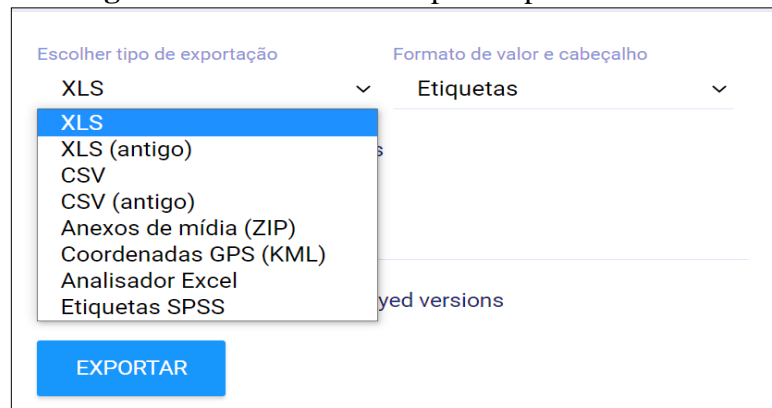 Escolher tipo de exportação Formato de valor e cabeçalho
XLS Etiquetas
XLS
XLS (antigo)
CSV
CSV (antigo)
Anexos de mídia (ZIP)
Coordenadas GPS (KML)
Analisador Excel
Etiquetas SPSS
yed versions
EXPORTAR